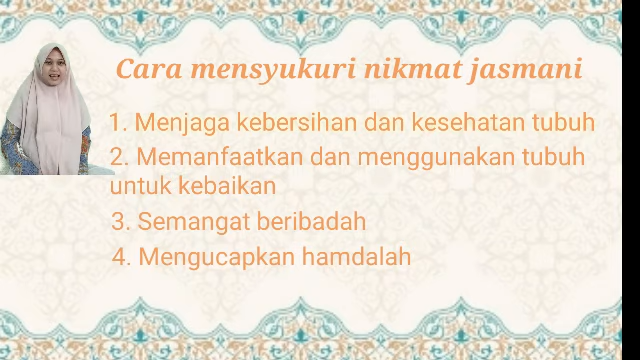 Cara mensyukuri nikmat jasmani
1. Menjaga kebersihan dan kesehatan tubuh
2. Memanfaatkan dan menggunakan tubuh
untuk kebaikan
3. Semangat beribadah
4. Mengucapkan hamdalah